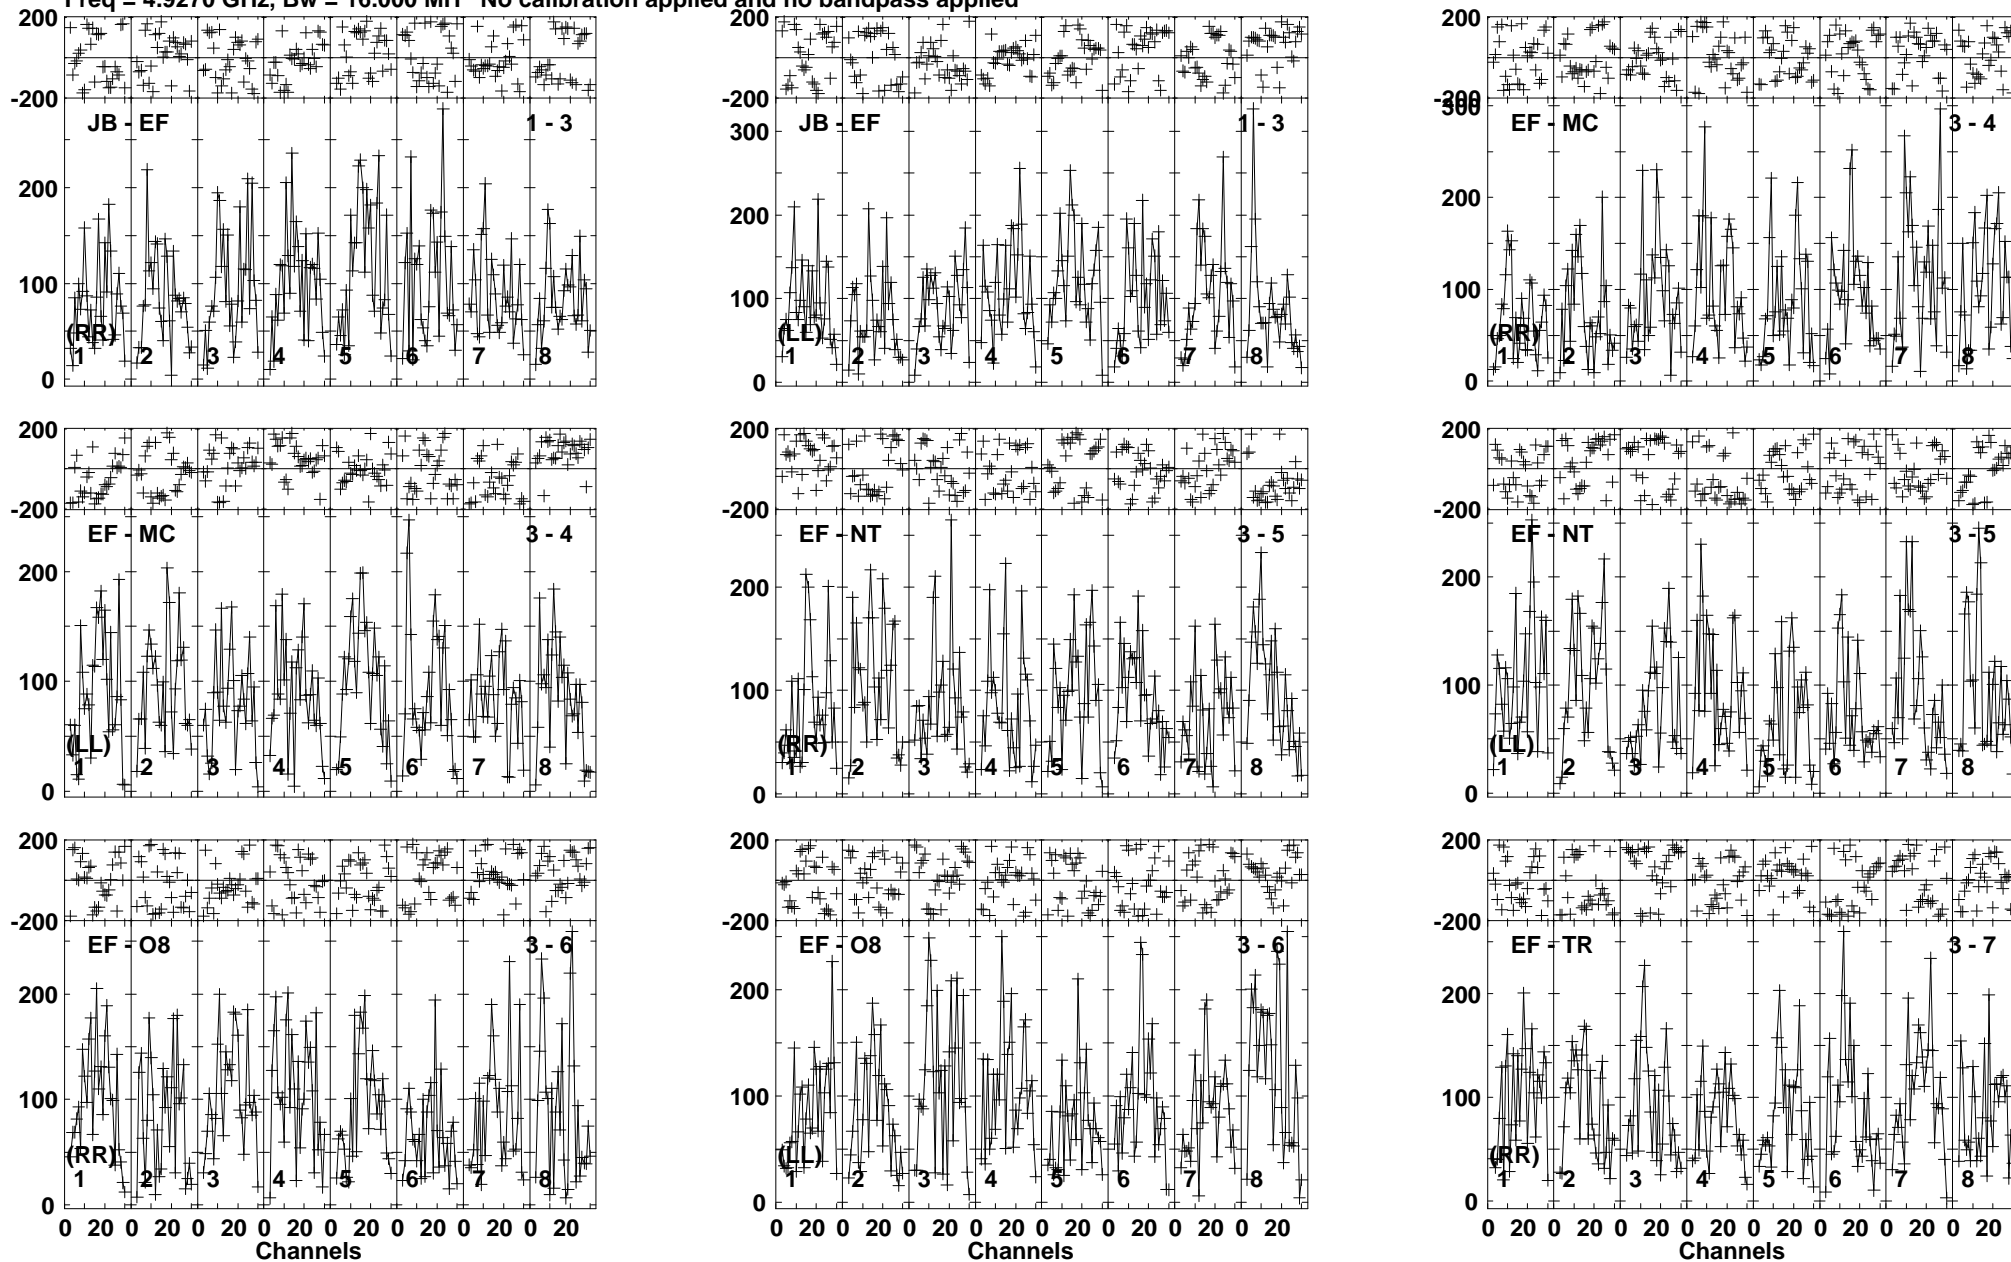 Freq = 4.9270 GHz, Bw = 16.000 MH No calibration applied and no bandpass applied
200 200 200
-200 -200 -200
JB - EF 1 - 3 JB - EF 1 - 3 EF - MC 3 - 4
300 300
200 200 200
100 100 100
(RR) (LL) (RR)
1 2 3 4 5 6 7 8 1 2 3 4 5 6 7 8 1 2 3 4 5 6 7 8
0 0 0
200 200 200
-200 -200 -200
EF - MC 3 - 4 EF - NT 3 - 5 EF - NT 3 - 5
200 200 200
100 100 100
(LL) (RR) (LL)
1 2 3 4 5 6 7 8 1 2 3 4 5 6 7 8 1 2 3 4 5 6 7 8
0 0 0
200 200 200
-200 -200 -200
EF - O8 3 - 6 EF - O8 3 - 6 EF - TR 3 - 7
200 200 200
100 100 100
(RR) (LL) (RR)
1 2 3 4 5 6 7 8 1 2 3 4 5 6 7 8 1 2 3 4 5 6 7 8
0 0 0
0 20 0 20 0 20 0 20 0 20 0 20 0 20 0 20 0 20 0 20 0 20 0 20 0 20 0 20 0 20 0 20 0 20 0 20 0 20 0 20 0 20 0 20 0 20 0 20
Channels Channels Channels